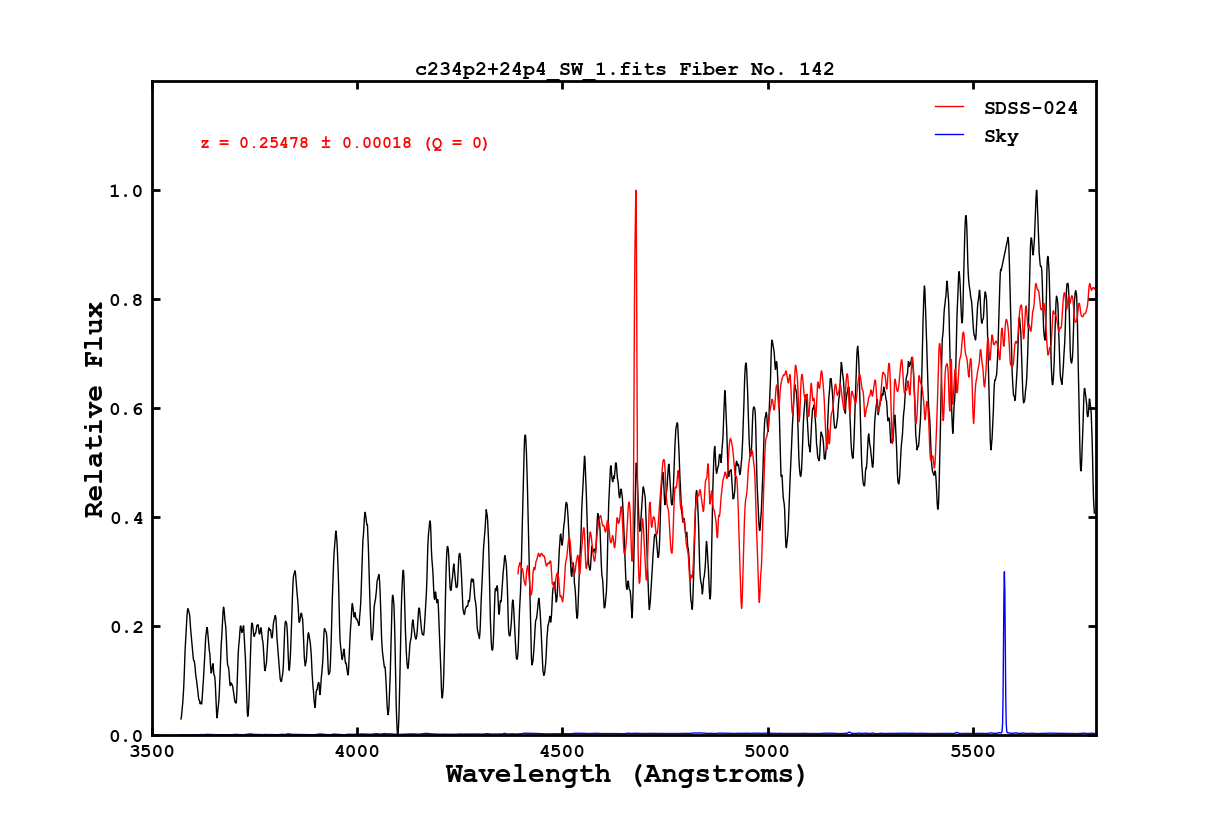 c234p2+24p4_SW_1.fits Fiber No. 142
SDSS-024
Sky
z = 0.25478 ± 0.00018 (Q = 0)
1.0
0.8
0.6
0.4
0.2
0.0
Relative Flux
3500 4000 4500 5000 5500
Wavelength (Angstroms)